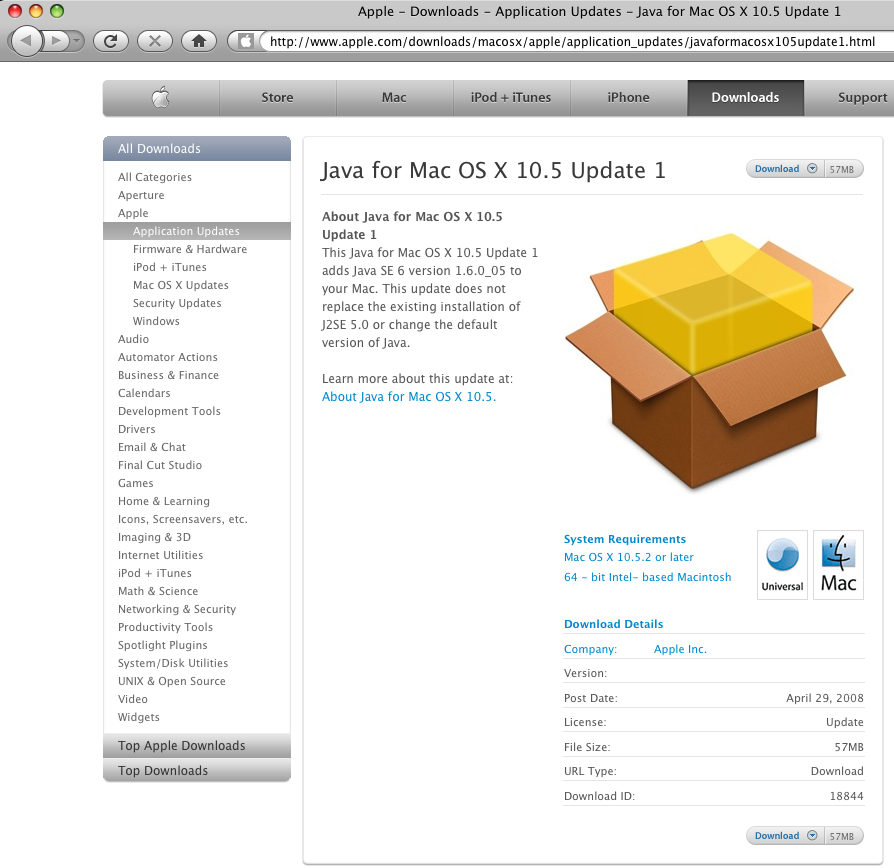 Apple – Downloads – Application Updates – Java for Mac OS X 10.5 Update 1
http://www.apple.com/downloads/macosx/apple/application_updates/javaformacosx105update1.html
Store Mac iPod + iTunes iPhone Downloads Support
All Downloads
All Categories
Aperture
Apple
Application Updates
Firmware & Hardware
iPod + iTunes
Mac OS X Updates
Security Updates
Windows
Audio
Automator Actions
Business & Finance
Calendars
Development Tools
Drivers
Email & Chat
Final Cut Studio
Games
Home & Learning
Icons, Screensavers, etc.
Imaging & 3D
Internet Utilities
iPod + iTunes
Math & Science
Networking & Security
Productivity Tools
Spotlight Plugins
System/Disk Utilities
UNIX & Open Source
Video
Widgets
Top Apple Downloads
Top Downloads
Java for Mac OS X 10.5 Update 1
Download 57MB
About Java for Mac OS X 10.5
Update 1
This Java for Mac OS X 10.5 Update 1
adds Java SE 6 version 1.6.0_05 to
your Mac. This update does not
replace the existing installation of
J2SE 5.0 or change the default
version of Java.
Learn more about this update at:
About Java for Mac OS X 10.5.
System Requirements
Mac OS X 10.5.2 or later
64 - bit Intel- based Macintosh
Universal
Mac
Download Details
Company: Apple Inc.
Version:
Post Date: April 29, 2008
License: Update
File Size: 57MB
URL Type: Download
Download ID: 18844
Download 57MB